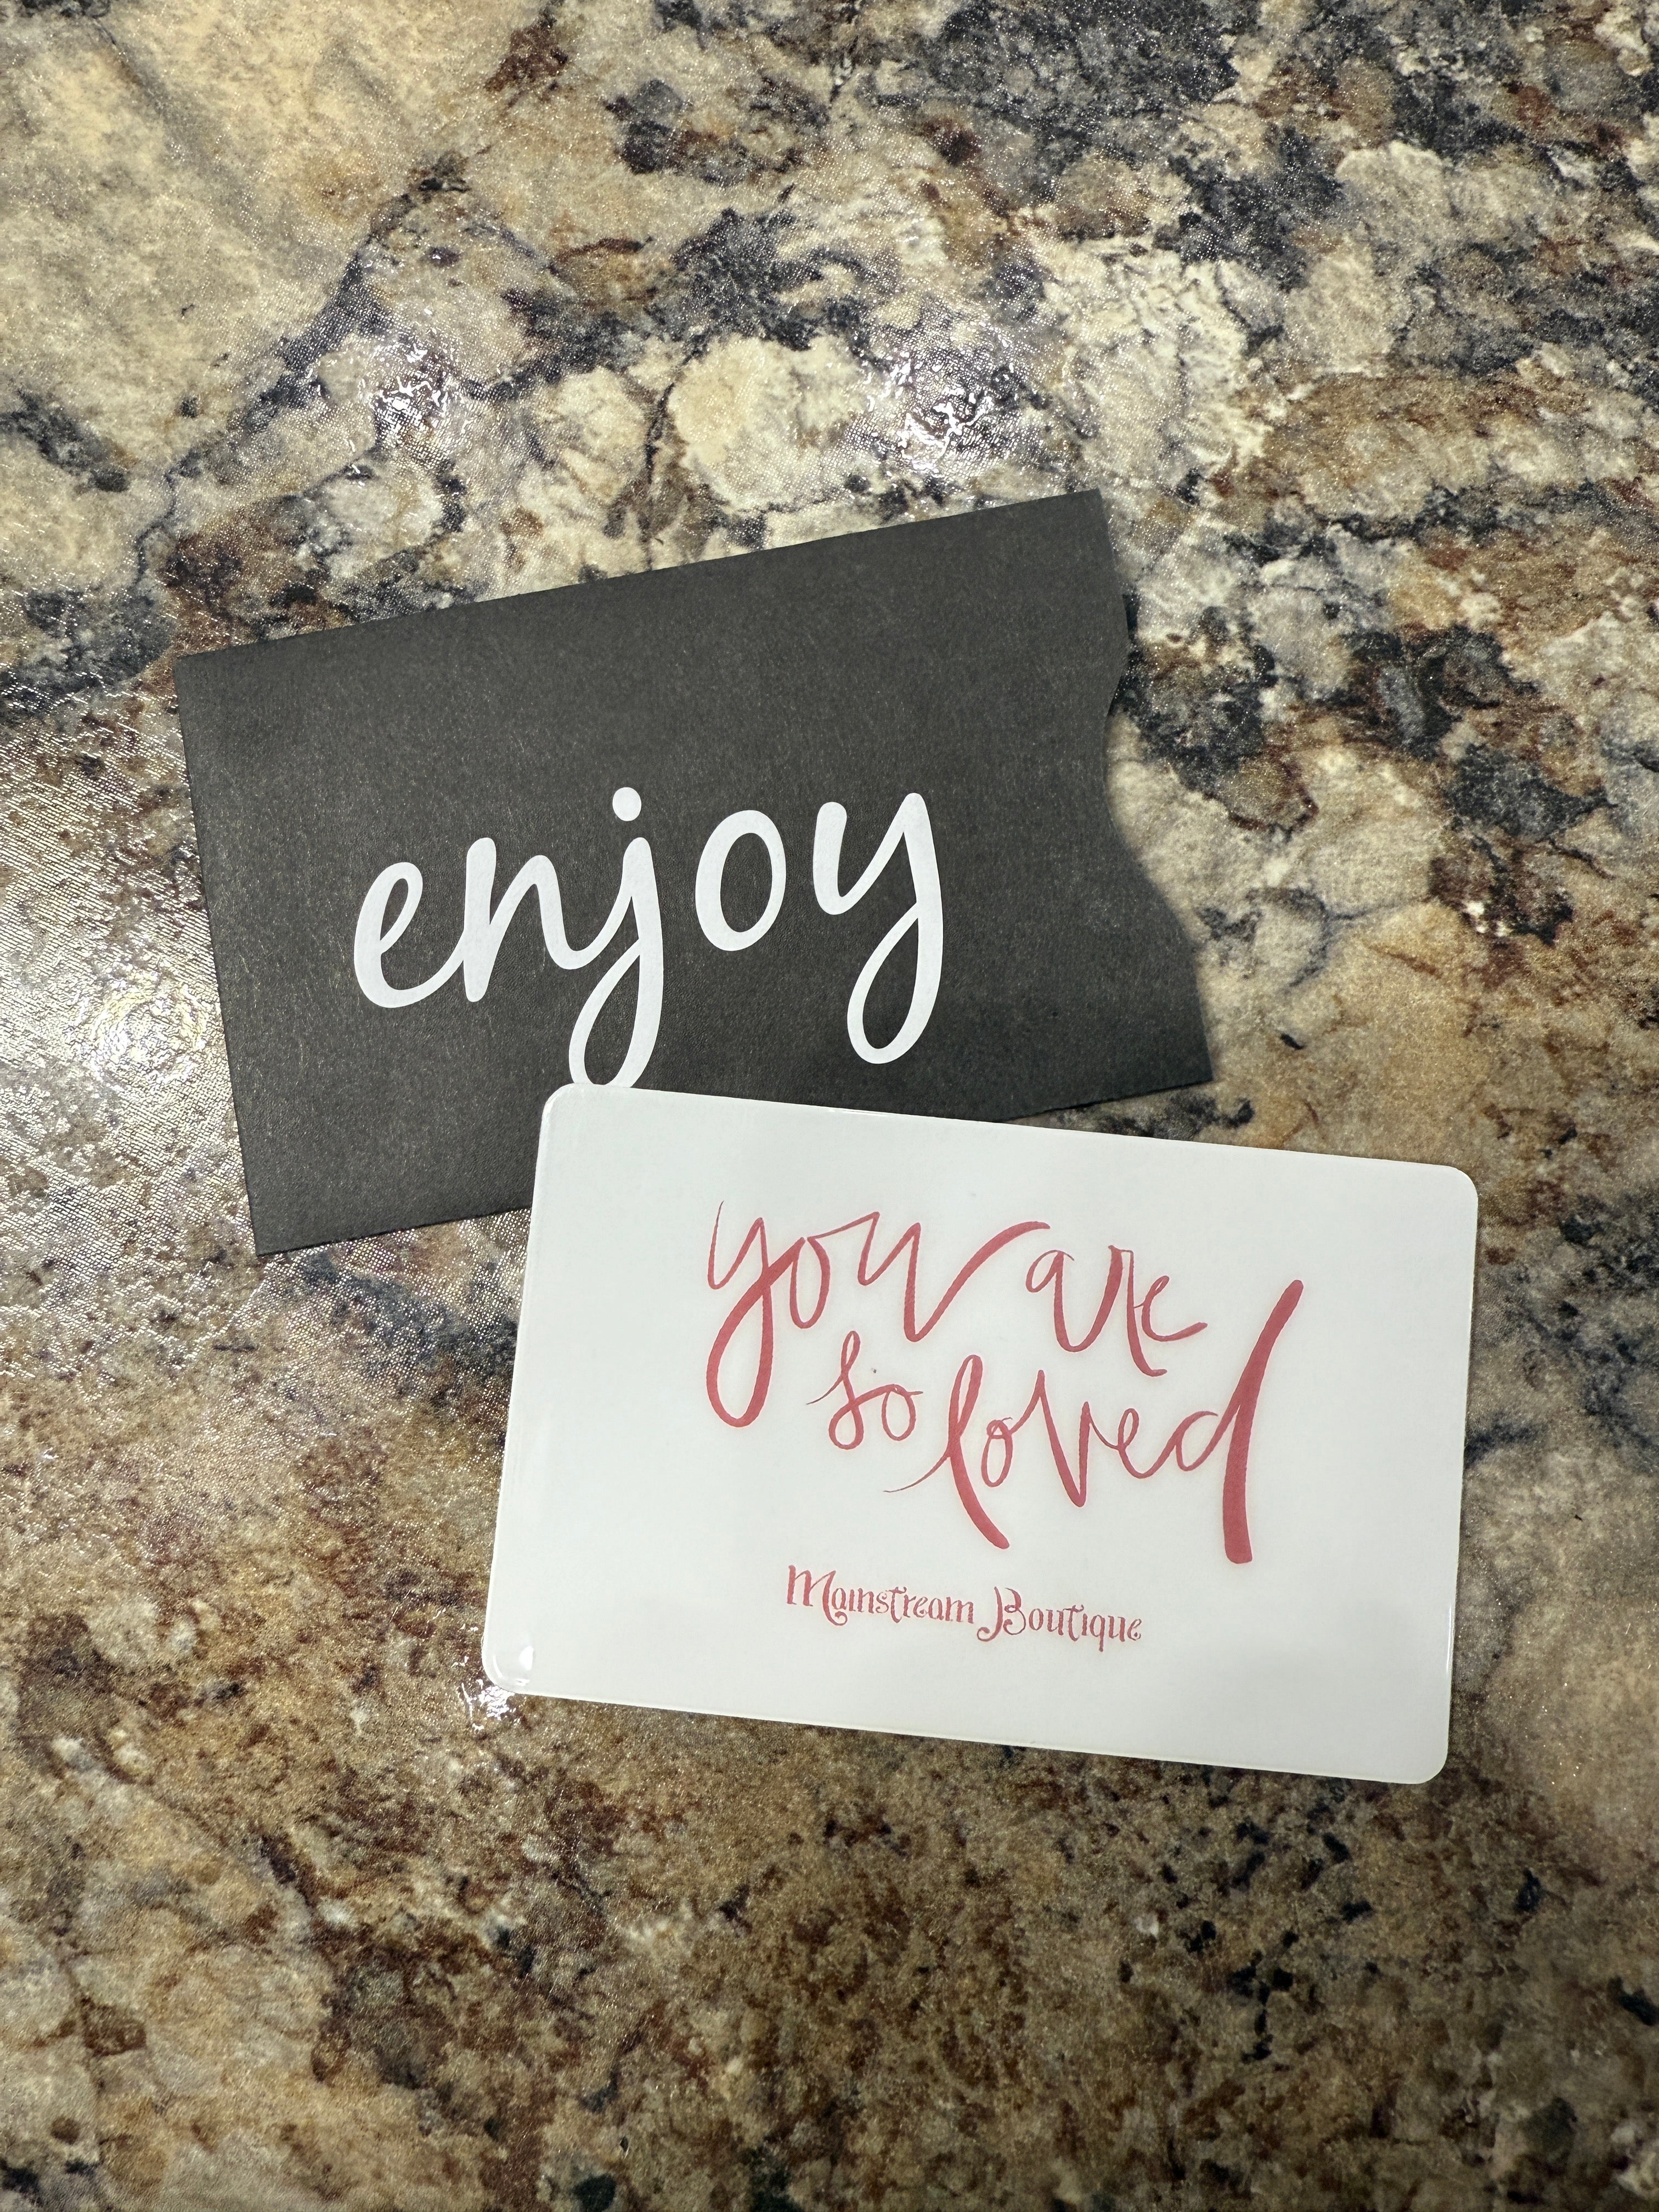 enjoy
you are
so loved
Mainstream Boutique